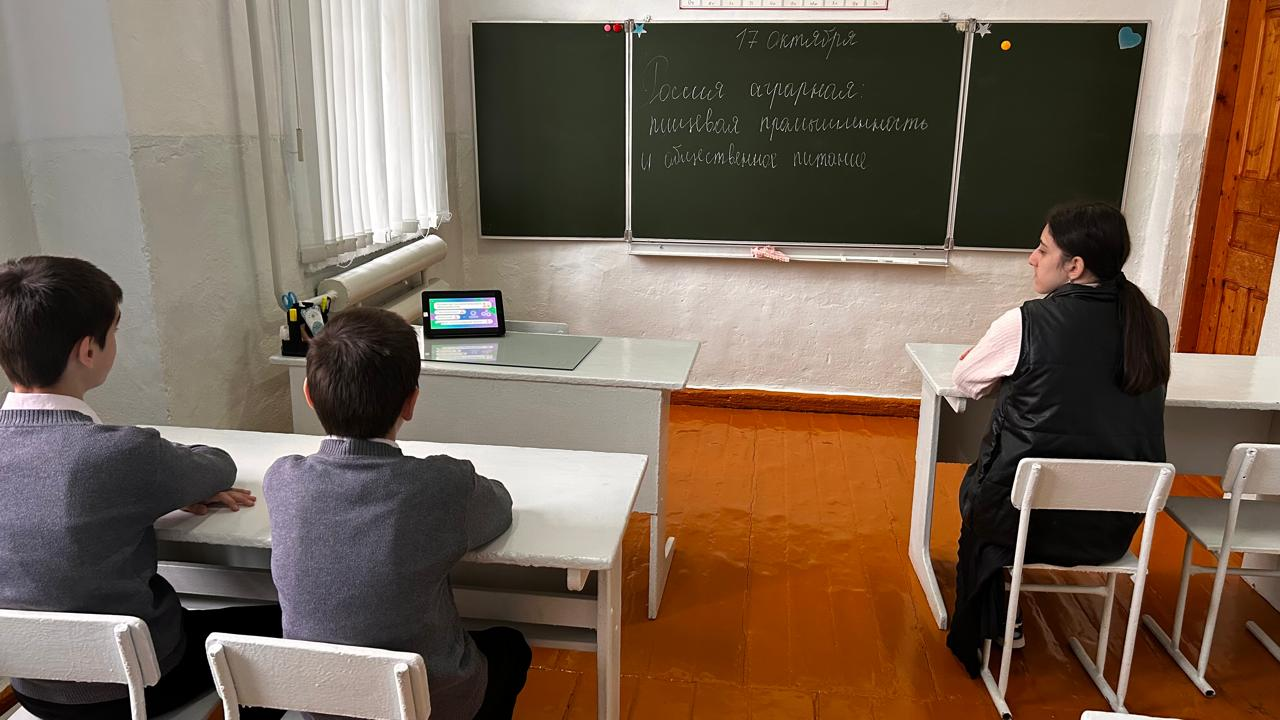 17 октября
Россия аграрная:
пищевая промышленность
и общественное питание